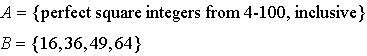 A = {perfect square integers from 4-100, inclusive}
B = {16,36,49,64}